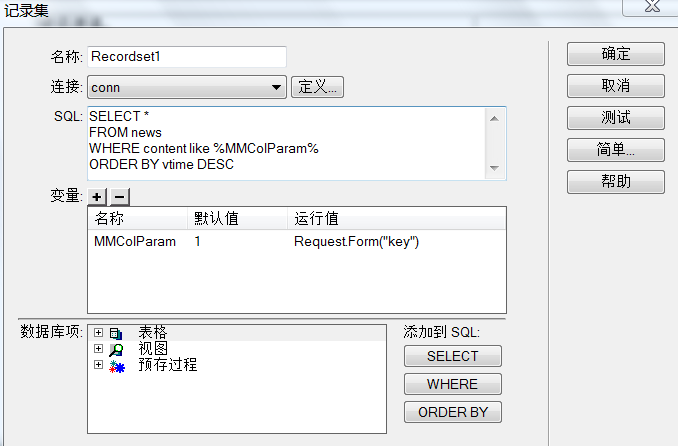 记录集
名称: Recordset1
确定
连接: conn 定义...
取消
SQL: SELECT *
FROM news
WHERE content like %MMColParam%
ORDER BY vtime DESC
测试
简单...
帮助
变量: + −
名称 默认值 运行值
MMColParam 1 Request.Form("key")
数据库项:
表格
视图
预存过程
添加到 SQL:
SELECT
WHERE
ORDER BY